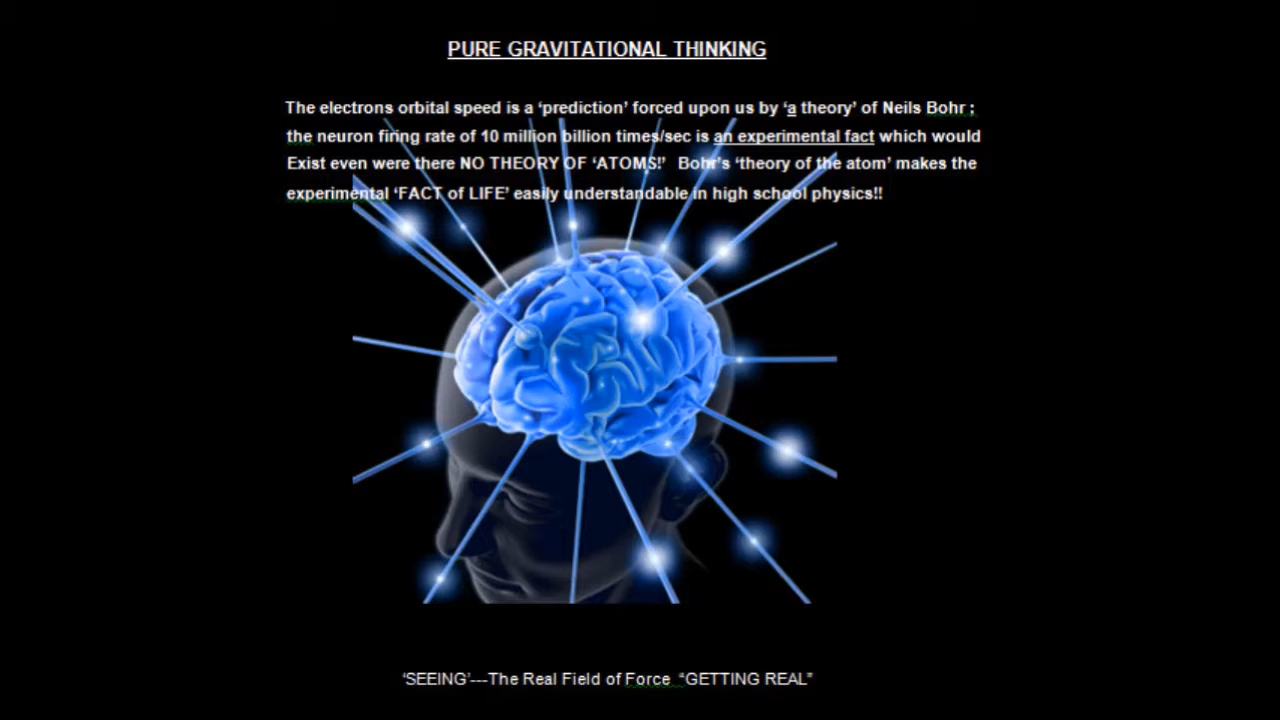 PURE GRAVITATIONAL THINKING
The electrons orbital speed is a ‘prediction’ forced upon us by ‘a theory’ of Neils Bohr ;
the neuron firing rate of 10 million billion times/sec is an experimental fact which would
Exist even were there NO THEORY OF ‘ATOMS!’ Bohr’s ‘theory of the atom’ makes the
experimental ‘FACT of LIFE’ easily understandable in high school physics!!
‘SEEING’---The Real Field of Force “GETTING REAL”